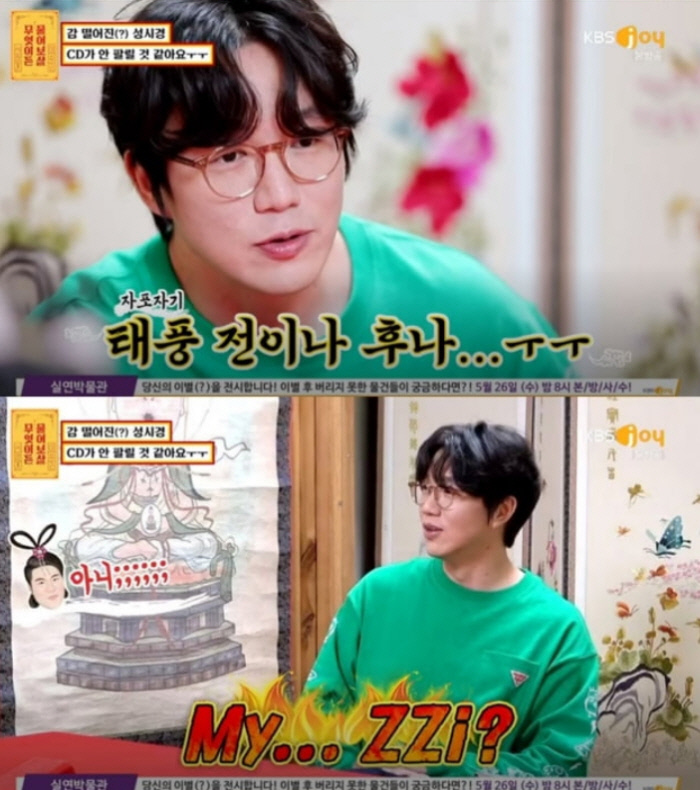 무엇이든
물어보살
감 떨어진(?) 성시경
CD가 안 팔릴 것 같아요ㅜㅜ
KBS joy
자포자기
태풍 전이나 후나...ㅜㅜ
실연박물관 당신의 이별(?)을 전시합니다! 이별 후 버리지 못한 물건들이 궁금하다면?! 5월 26일 (수) 밤 8시 본/방/사/수!
무엇이든
물어보살
감 떨어진(?) 성시경
CD가 안 팔릴 것 같아요ㅜㅜ
KBS joy
아니;;;;;;
My... ZZi?
실연박물관 당신의 이별(?)을 전시합니다! 이별 후 버리지 못한 물건들이 궁금하다면?! 5월 26일 (수) 밤 8시 본/방/사/수!